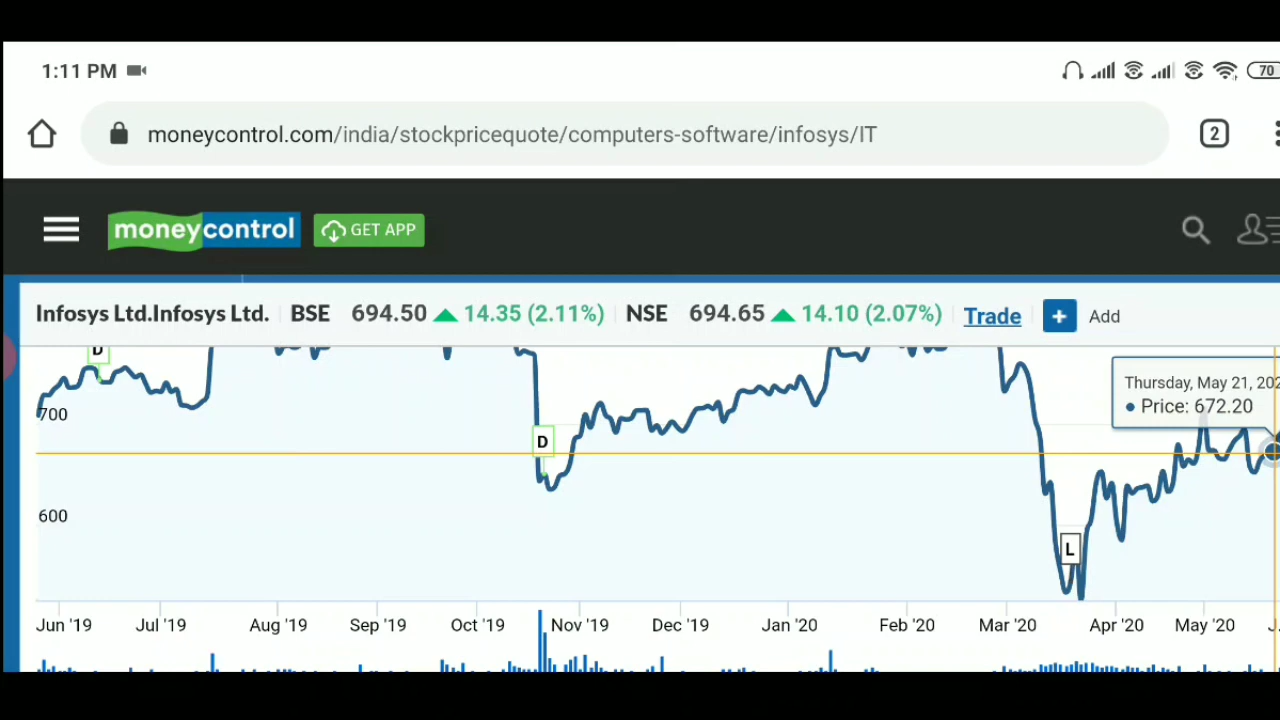 1:11 PM
70
moneycontrol.com/india/stockpricequote/computers-software/infosys/IT
2
moneycontrol
GET APP
Infosys Ltd.Infosys Ltd. BSE 694.50 14.35 (2.11%) NSE 694.65 14.10 (2.07%) Trade + Add
D
Thursday, May 21, 202
Price: 672.20
700
D
600
L
Jun '19 Jul '19 Aug '19 Sep '19 Oct '19 Nov '19 Dec '19 Jan '20 Feb '20 Mar '20 Apr '20 May '20